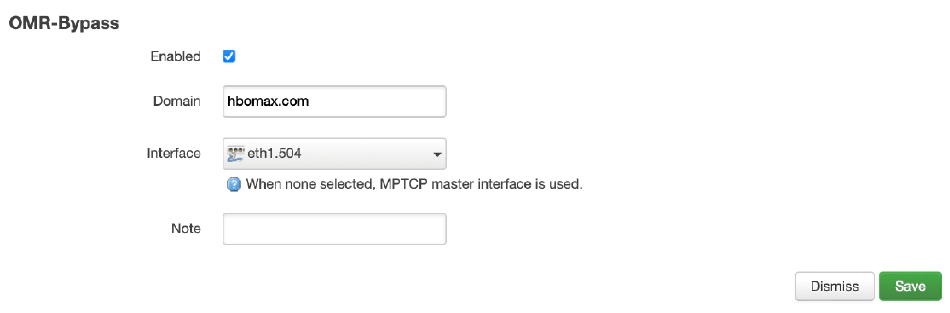 OMR-Bypass
Enabled
Domain hbomax.com
Interface eth1.504
When none selected, MPTCP master interface is used.
Note
Dismiss Save